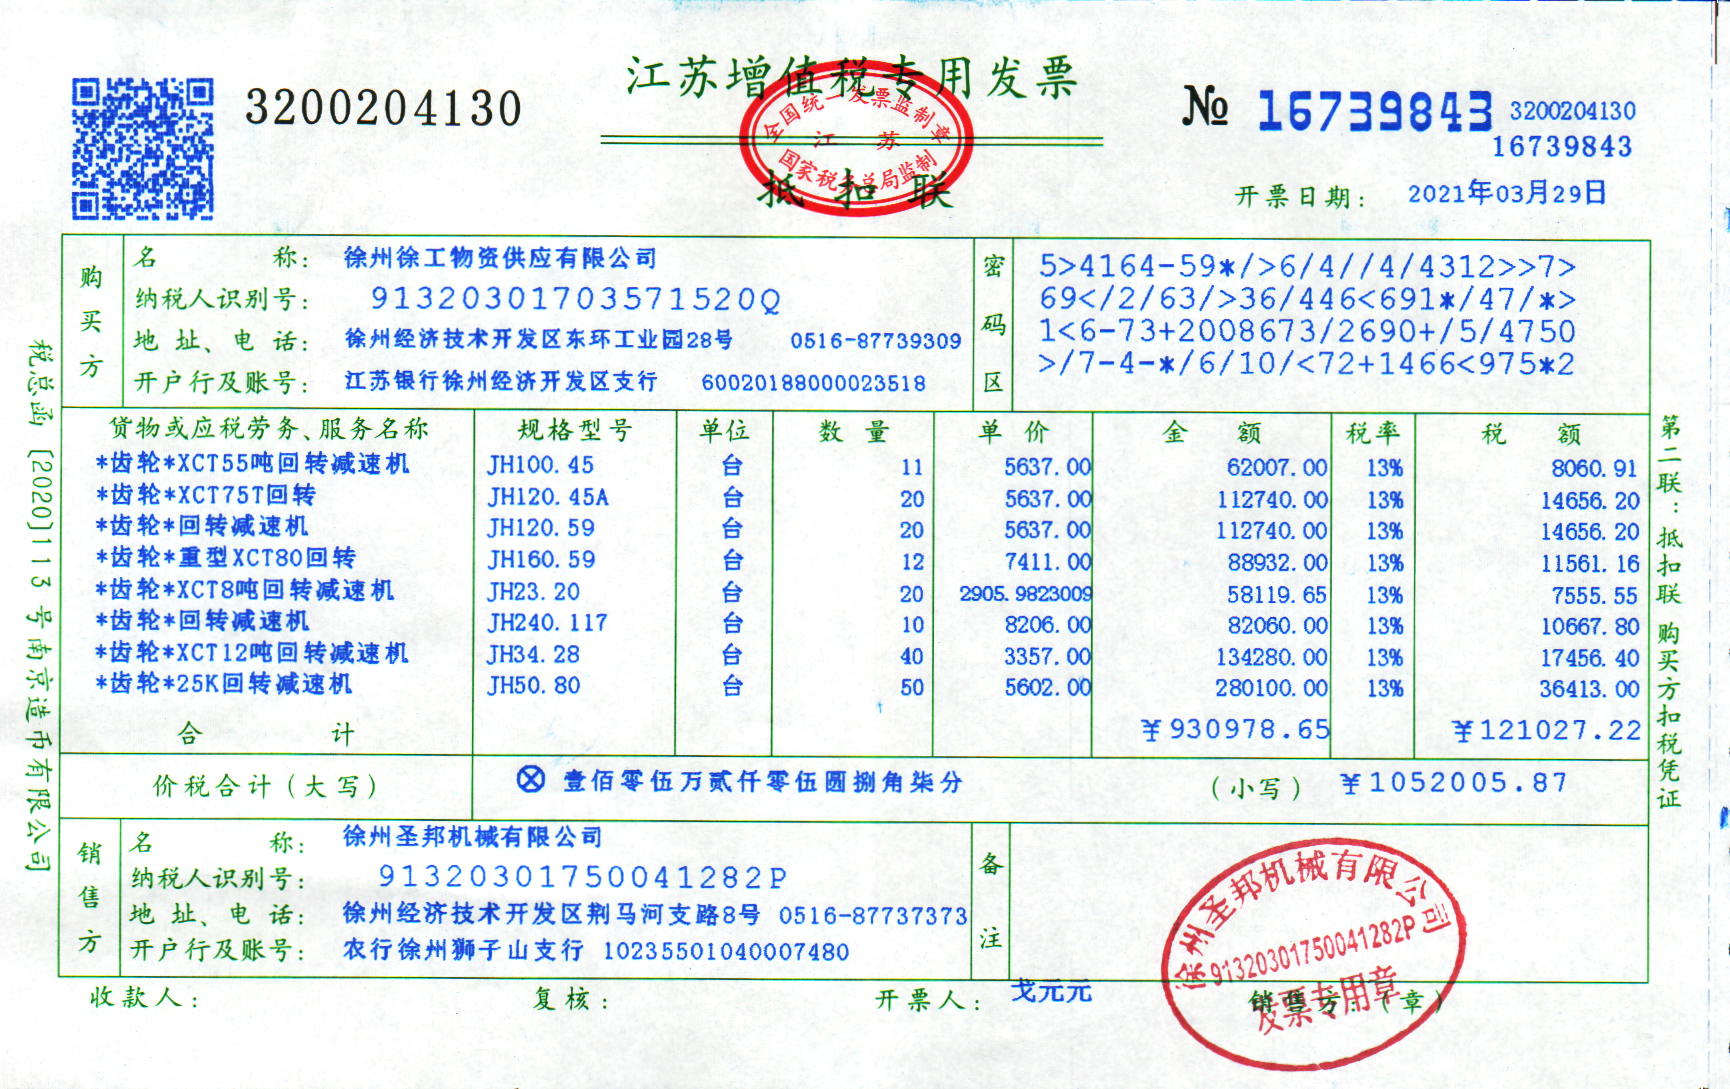 江苏增值税专用发票
3200204130
№ 16739843 3200204130
16739843
全国统一发票监制章
江 苏
国家税务总局监制
抵 扣 联
开票日期: 2021年03月29日
购买方
名 称: 徐州徐工物资供应有限公司
纳税人识别号: 91320301703571520Q
地 址、电 话: 徐州经济技术开发区东环工业园28号 0516-87739309
开户行及账号: 江苏银行徐州经济开发区支行 60020188000023518
密码区
5>4164-59*/>6/4//4/4312>>7>
69</2/63/>36/446<691*/47/*>
1<6-73+2008673/2690+/5/4750
>/7-4-*/6/10/<72+1466<975*2
货物或应税劳务、服务名称 规格型号 单位 数 量 单 价 金 额 税率 税 额
*齿轮*XCT55吨回转减速机 JH100.45 台 11 5637.00 62007.00 13% 8060.91
*齿轮*XCT75T回转 JH120.45A 台 20 5637.00 112740.00 13% 14656.20
*齿轮*回转减速机 JH120.59 台 20 5637.00 112740.00 13% 14656.20
*齿轮*重型XCT80回转 JH160.59 台 12 7411.00 88932.00 13% 11561.16
*齿轮*XCT8吨回转减速机 JH23.20 台 20 2905.9823009 58119.65 13% 7555.55
*齿轮*回转减速机 JH240.117 台 10 8206.00 82060.00 13% 10667.80
*齿轮*XCT12吨回转减速机 JH34.28 台 40 3357.00 134280.00 13% 17456.40
*齿轮*25K回转减速机 JH50.80 台 50 5602.00 280100.00 13% 36413.00
合 计 ¥930978.65 ¥121027.22
价税合计(大写) ⊗壹佰零伍万贰仟零伍圆捌角柒分 (小写) ¥1052005.87
销售方
名 称: 徐州圣邦机械有限公司
纳税人识别号: 91320301750041282P
地 址、电 话: 徐州经济技术开发区荆马河支路8号 0516-87737373
开户行及账号: 农行徐州狮子山支行 10235501040007480
备注
收款人: 复核: 开票人: 戈元元 销售方:(章)
徐州圣邦机械有限公司
91320301750041282P
发票专用章
税总函[2020]113号南京造币有限公司
第二联:抵扣联 购买方扣税凭证